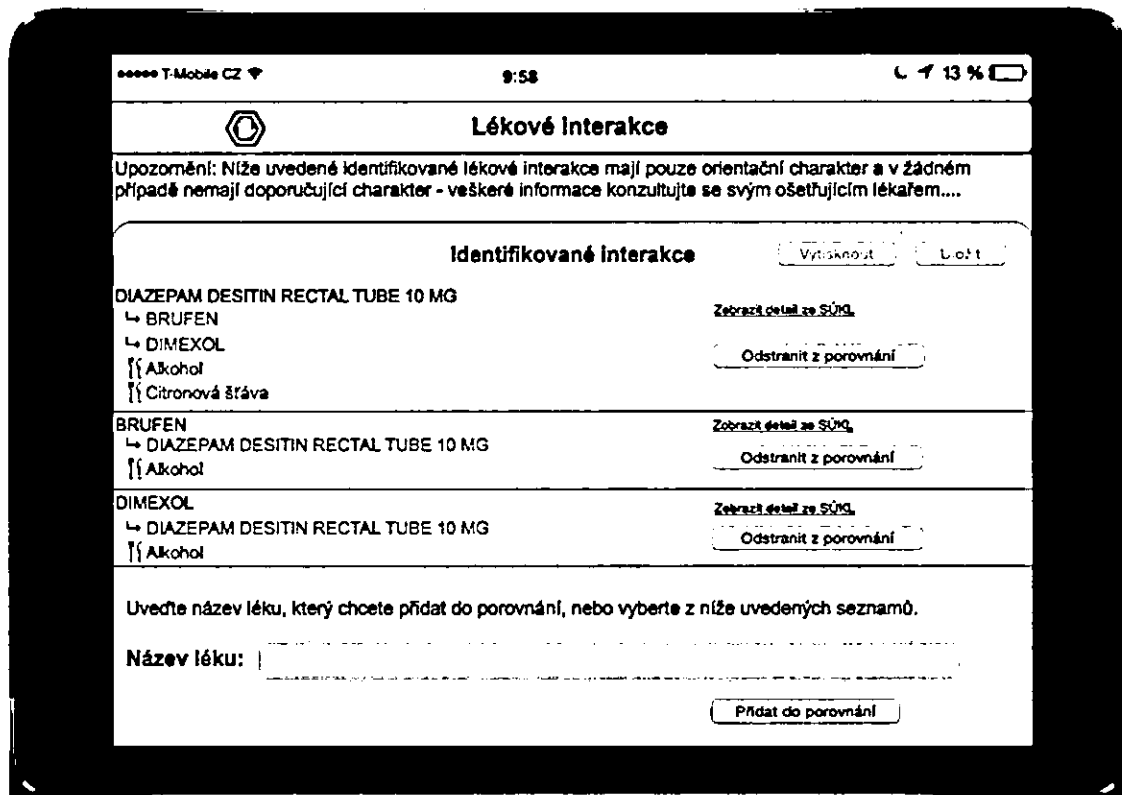 T-Mobile CZ 9:58 13 %
Lékové interakce
Upozornění: Níže uvedené identifikované lékové interakce mají pouze orientační charakter a v žádném
případě nemají doporučující charakter - veškeré informace konzultujte se svým ošetřujícím lékařem....
Identifikované interakce Vytisknout Uložit
DIAZEPAM DESITIN RECTAL TUBE 10 MG
Zobrazit detail ze SÚKL
BRUFEN
DIMEXOL
Odstranit z porovnání
Alkohol
Citronová šťáva
BRUFEN Zobrazit detail ze SÚKL
DIAZEPAM DESITIN RECTAL TUBE 10 MG
Odstranit z porovnání
Alkohol
DIMEXOL Zobrazit detail ze SÚKL
DIAZEPAM DESITIN RECTAL TUBE 10 MG
Odstranit z porovnání
Alkohol
Uveďte název léku, který chcete přidat do porovnání, nebo vyberte z níže uvedených seznamů.
Název léku:
Přidat do porovnání